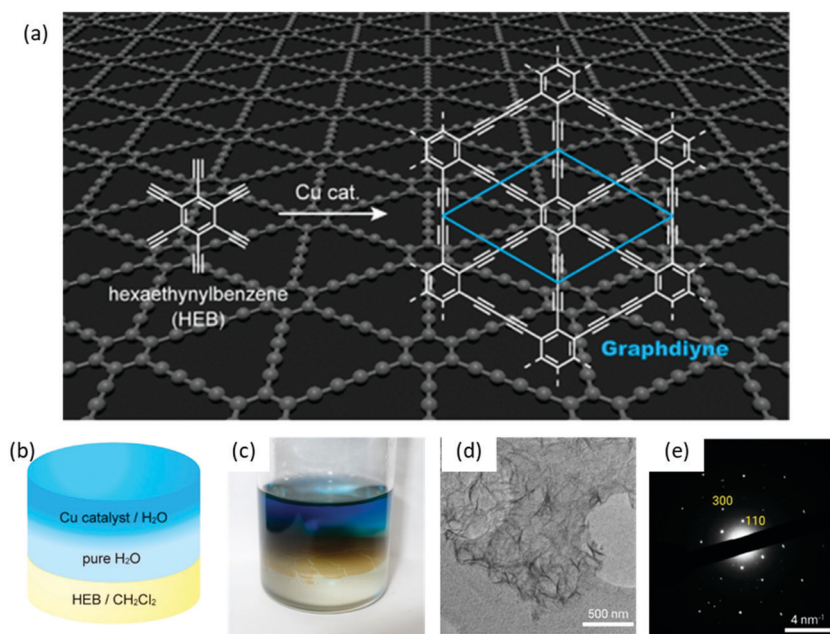 (a)
Cu cat.
hexaethynylbenzene
(HEB)
Graphdiyne
(b)
Cu catalyst / H₂O
pure H₂O
HEB / CH₂Cl₂
(c)
(d)
500 nm
(e)
300
110
4 nm⁻¹